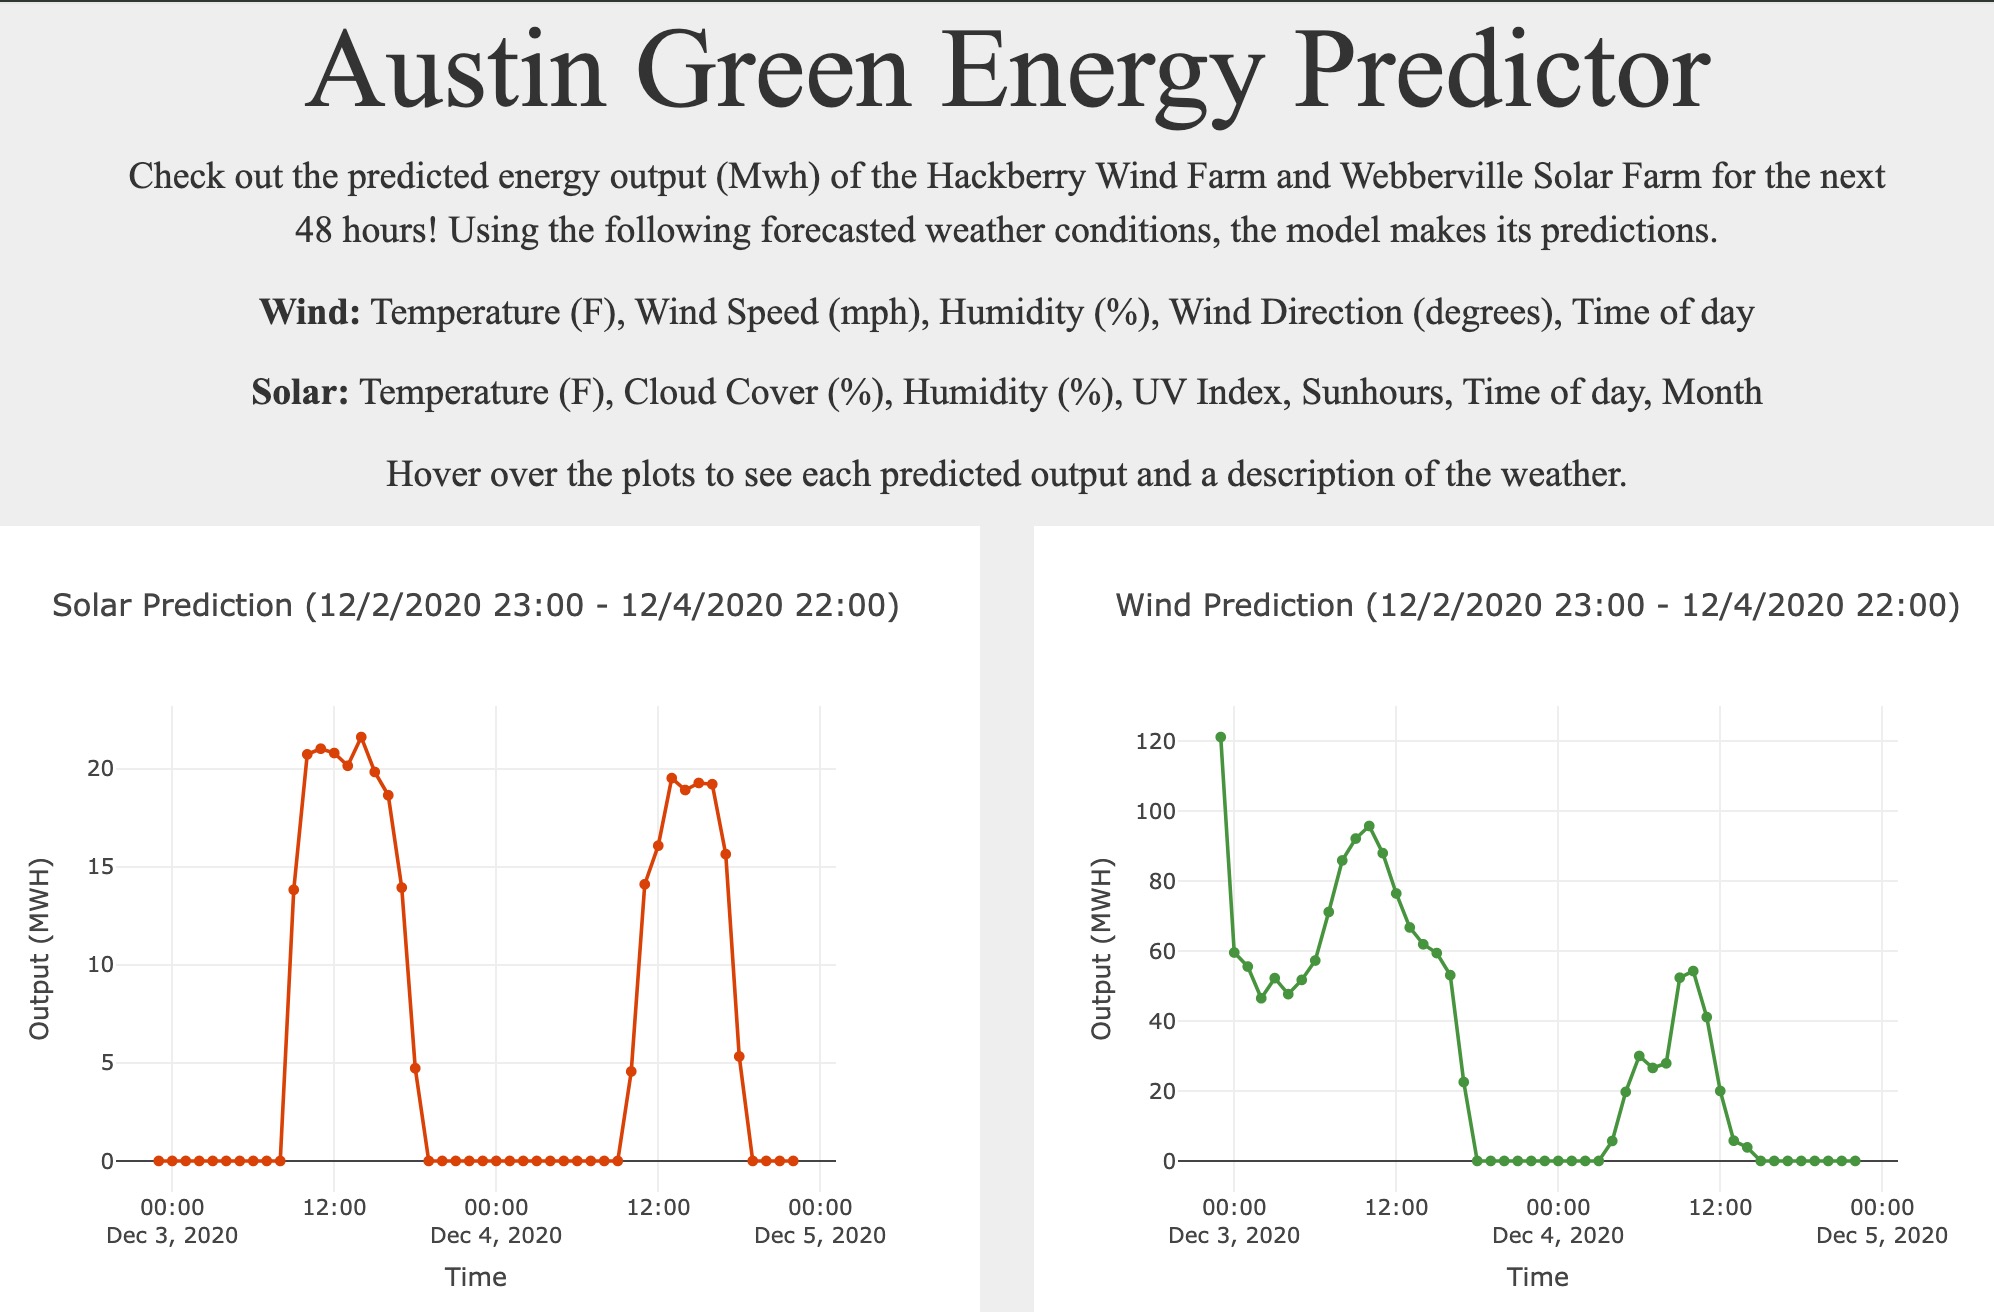 Austin Green Energy Predictor
Check out the predicted energy output (Mwh) of the Hackberry Wind Farm and Webberville Solar Farm for the next
48 hours! Using the following forecasted weather conditions, the model makes its predictions.
Wind: Temperature (F), Wind Speed (mph), Humidity (%), Wind Direction (degrees), Time of day
Solar: Temperature (F), Cloud Cover (%), Humidity (%), UV Index, Sunhours, Time of day, Month
Hover over the plots to see each predicted output and a description of the weather.
Solar Prediction (12/2/2020 23:00 - 12/4/2020 22:00)
Output (MWH)
20
15
10
5
0
00:00 12:00 00:00 12:00 00:00
Dec 3, 2020 Dec 4, 2020 Dec 5, 2020
Time
Wind Prediction (12/2/2020 23:00 - 12/4/2020 22:00)
Output (MWH)
120
100
80
60
40
20
0
00:00 12:00 00:00 12:00 00:00
Dec 3, 2020 Dec 4, 2020 Dec 5, 2020
Time